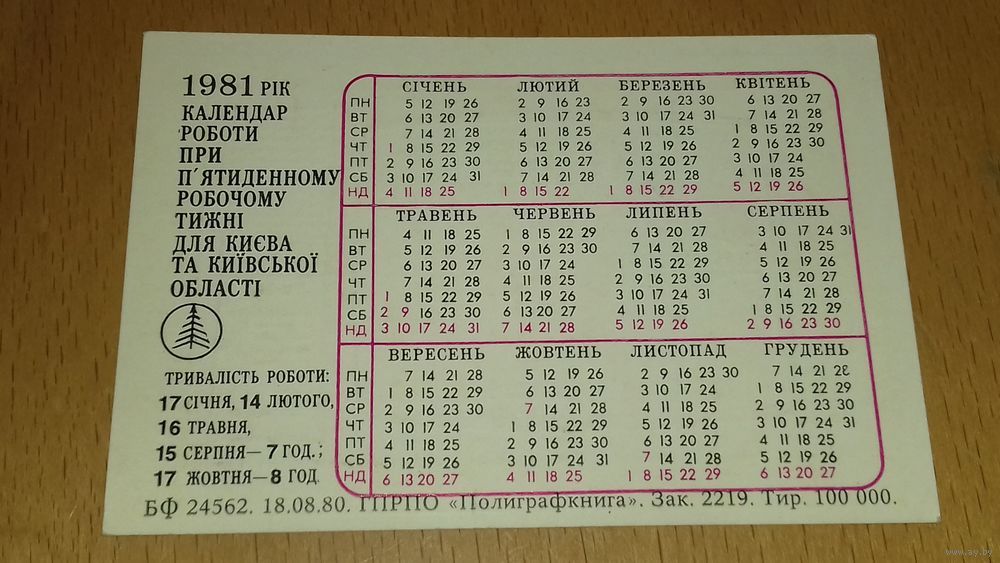 1981 РІК
КАЛЕНДАР
РОБОТИ
ПРИ
П'ЯТИДЕННОМУ
РОБОЧОМУ
ТИЖНІ
ДЛЯ КИЄВА
ТА КИЇВСЬКОЇ
ОБЛАСТІ
ТРИВАЛІСТЬ РОБОТИ:
17 СІЧНЯ, 14 ЛЮТОГО,
16 ТРАВНЯ,
15 СЕРПНЯ— 7 ГОД.;
17 ЖОВТНЯ—8 ГОД.
СІЧЕНЬ ЛЮТИЙ БЕРЕЗЕНЬ КВІТЕНЬ
ПН 5 12 19 26 2 9 16 23 2 9 16 23 30 6 13 20 27
ВТ 6 13 20 27 3 10 17 24 3 10 17 24 31 7 14 21 28
СР 7 14 21 28 4 11 18 25 4 11 18 25 1 8 15 22 29
ЧТ 1 8 15 22 29 5 12 19 26 5 12 19 26 2 9 16 23 30
ПТ 2 9 16 23 30 6 13 20 27 6 13 20 27 3 10 17 24
СБ 3 10 17 24 31 7 14 21 28 7 14 21 28 4 11 18 25
НД 4 11 18 25 1 8 15 22 1 8 15 22 29 5 12 19 26
ТРАВЕНЬ ЧЕРВЕНЬ ЛИПЕНЬ СЕРПЕНЬ
ПН 4 11 18 25 1 8 15 22 29 6 13 20 27 3 10 17 24 31
ВТ 5 12 19 26 2 9 16 23 30 7 14 21 28 4 11 18 25
СР 6 13 20 27 3 10 17 24 1 8 15 22 29 5 12 19 26
ЧТ 7 14 21 28 4 11 18 25 2 9 16 23 30 6 13 20 27
ПТ 1 8 15 22 29 5 12 19 26 3 10 17 24 31 7 14 21 28
СБ 2 9 16 23 30 6 13 20 27 4 11 18 25 1 8 15 22 29
НД 3 10 17 24 31 7 14 21 28 5 12 19 26 2 9 16 23 30
ВЕРЕСЕНЬ ЖОВТЕНЬ ЛИСТОПАД ГРУДЕНЬ
ПН 7 14 21 28 5 12 19 26 2 9 16 23 30 7 14 21 28
ВТ 1 8 15 22 29 6 13 20 27 3 10 17 24 1 8 15 22 29
СР 2 9 16 23 30 7 14 21 28 4 11 18 25 2 9 16 23 30
ЧТ 3 10 17 24 1 8 15 22 29 5 12 19 26 3 10 17 24 31
ПТ 4 11 18 25 2 9 16 23 30 6 13 20 27 4 11 18 25
СБ 5 12 19 26 3 10 17 24 31 7 14 21 28 5 12 19 26
НД 6 13 20 27 4 11 18 25 1 8 15 22 29 6 13 20 27
БФ 24562. 18.08.80. ГПРПО «Полиграфкнига». Зак. 2219. Тир. 100 000.
www.ay.by